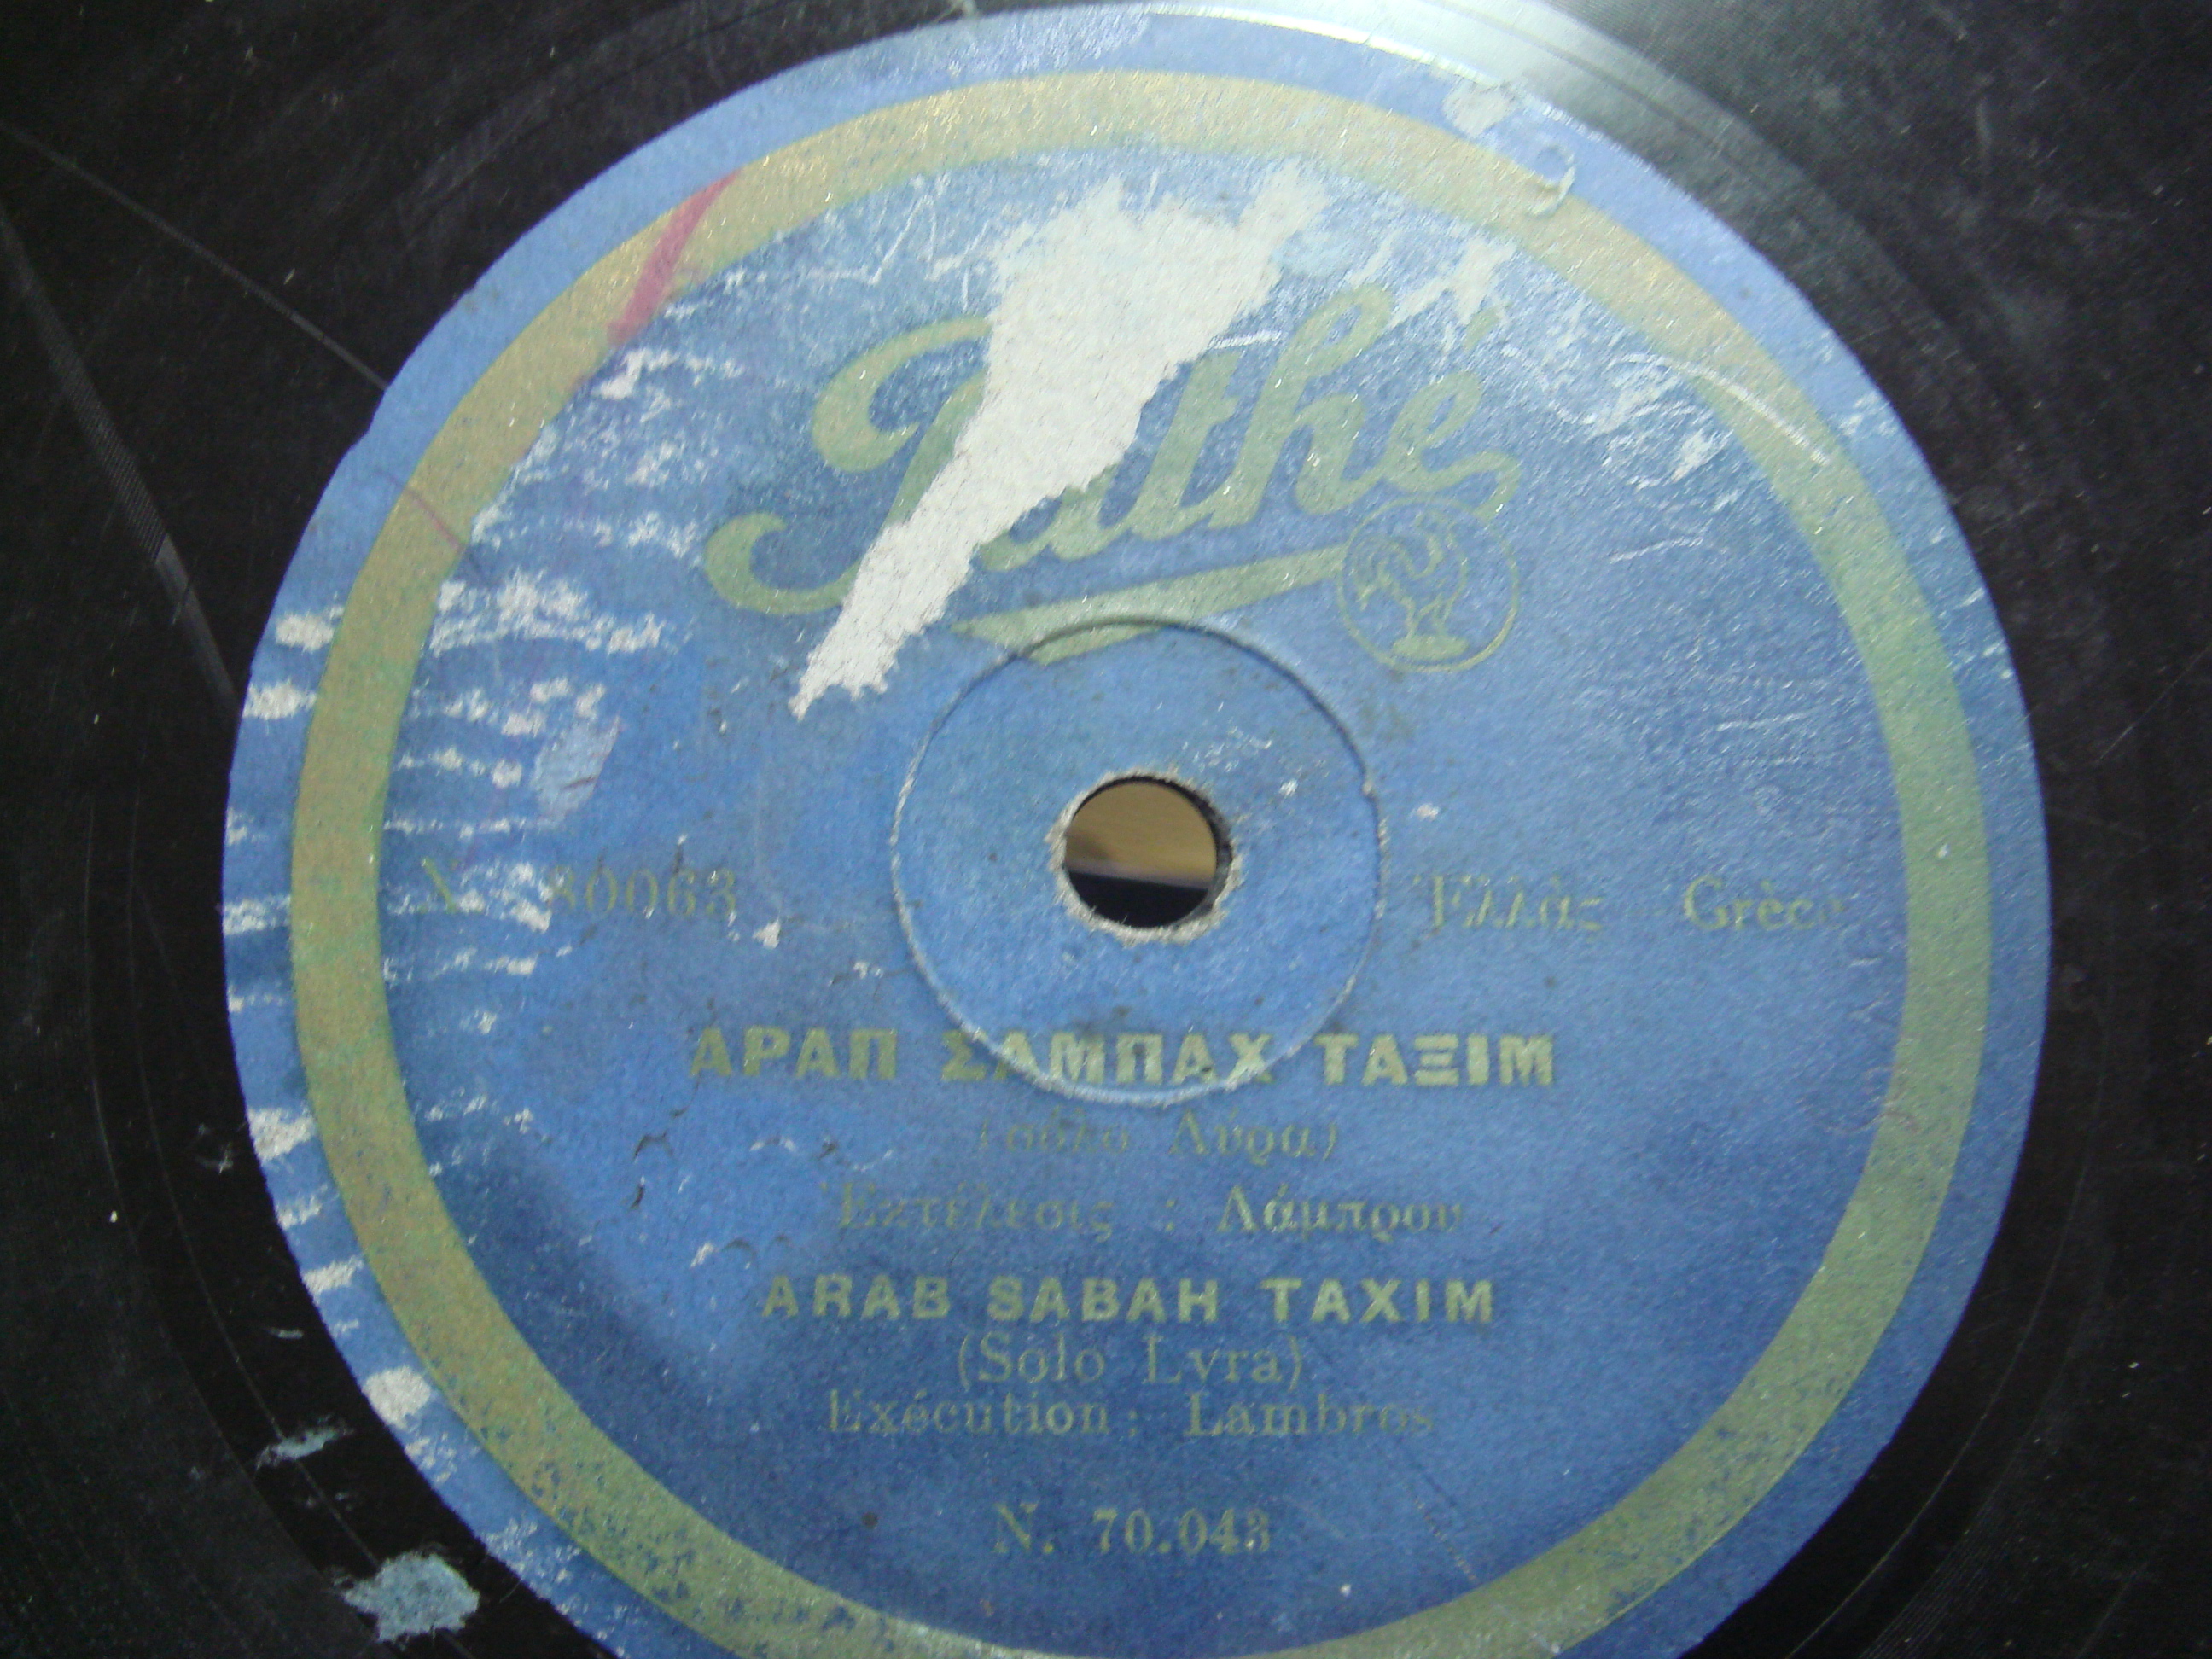 Pathé
N 80063
Ἑλλὰς Grèce
ΑΡΑΠ ΣΑΜΠΑΧ ΤΑΞΙΜ
(σόλο Λύρα)
Ἐκτέλεσις : Λάμπρου
ARAB SABAH TAXIM
(Solo Lyra)
Exécution: Lambros
N. 70.043